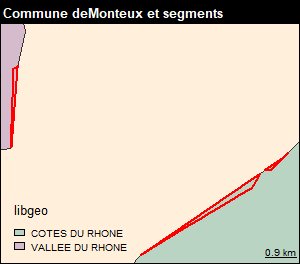 Commune deMonteux et segments
libgeo
COTES DU RHONE
VALLEE DU RHONE
0.9 km